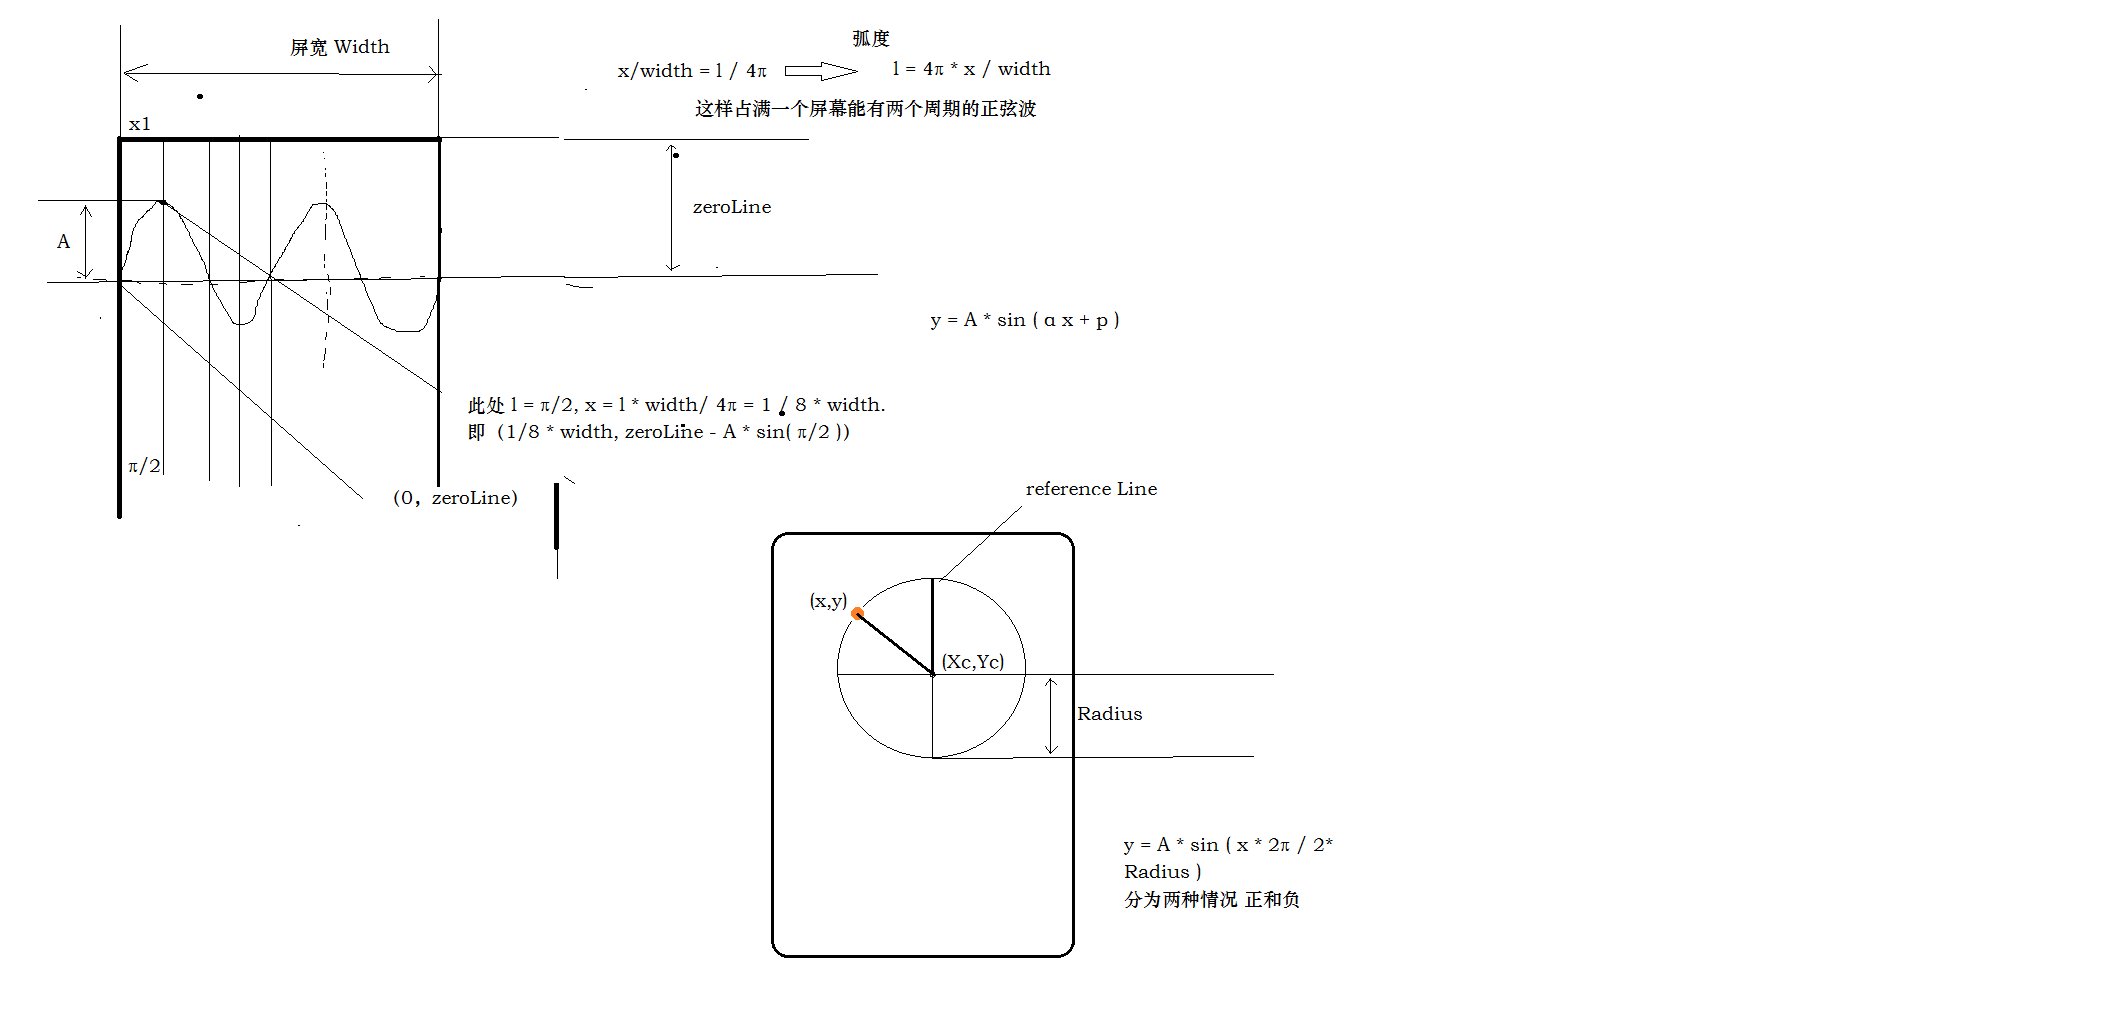 屏宽 Width
弧度
x/width = l / 4π
l = 4π * x / width
这样占满一个屏幕能有两个周期的正弦波
x1
zeroLine
A
y = A * sin ( α x + p )
此处 l = π/2, x = l * width/ 4π = 1 / 8 * width.
即（1/8 * width, zeroLine - A * sin( π/2 ))
π/2
(0，zeroLine)
reference Line
(x,y)
(Xc,Yc)
Radius
y = A * sin ( x * 2π / 2*
Radius )
分为两种情况 正和负